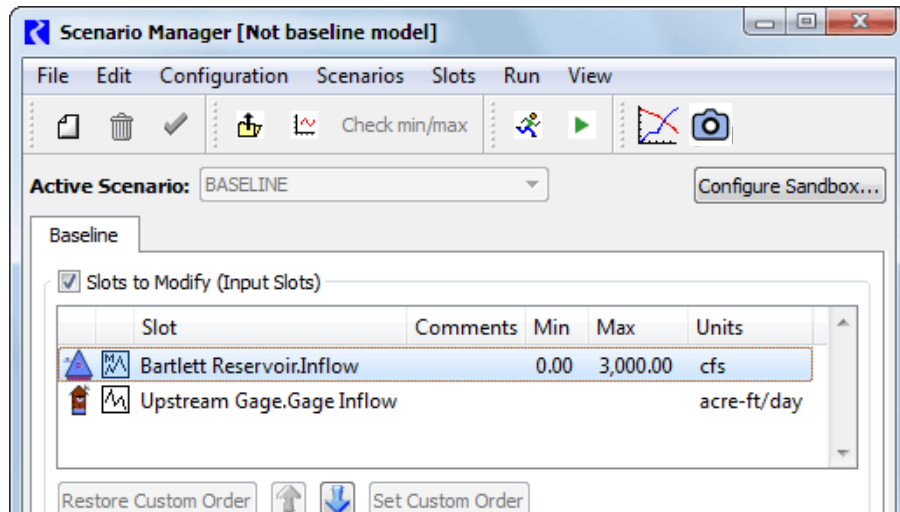 Scenario Manager [Not baseline model]
File Edit Configuration Scenarios Slots Run View
Check min/max
Active Scenario: BASELINE Configure Sandbox...
Baseline
Slots to Modify (Input Slots)
Slot Comments Min Max Units
Bartlett Reservoir.Inflow 0.00 3,000.00 cfs
Upstream Gage.Gage Inflow acre-ft/day
Restore Custom Order Set Custom Order